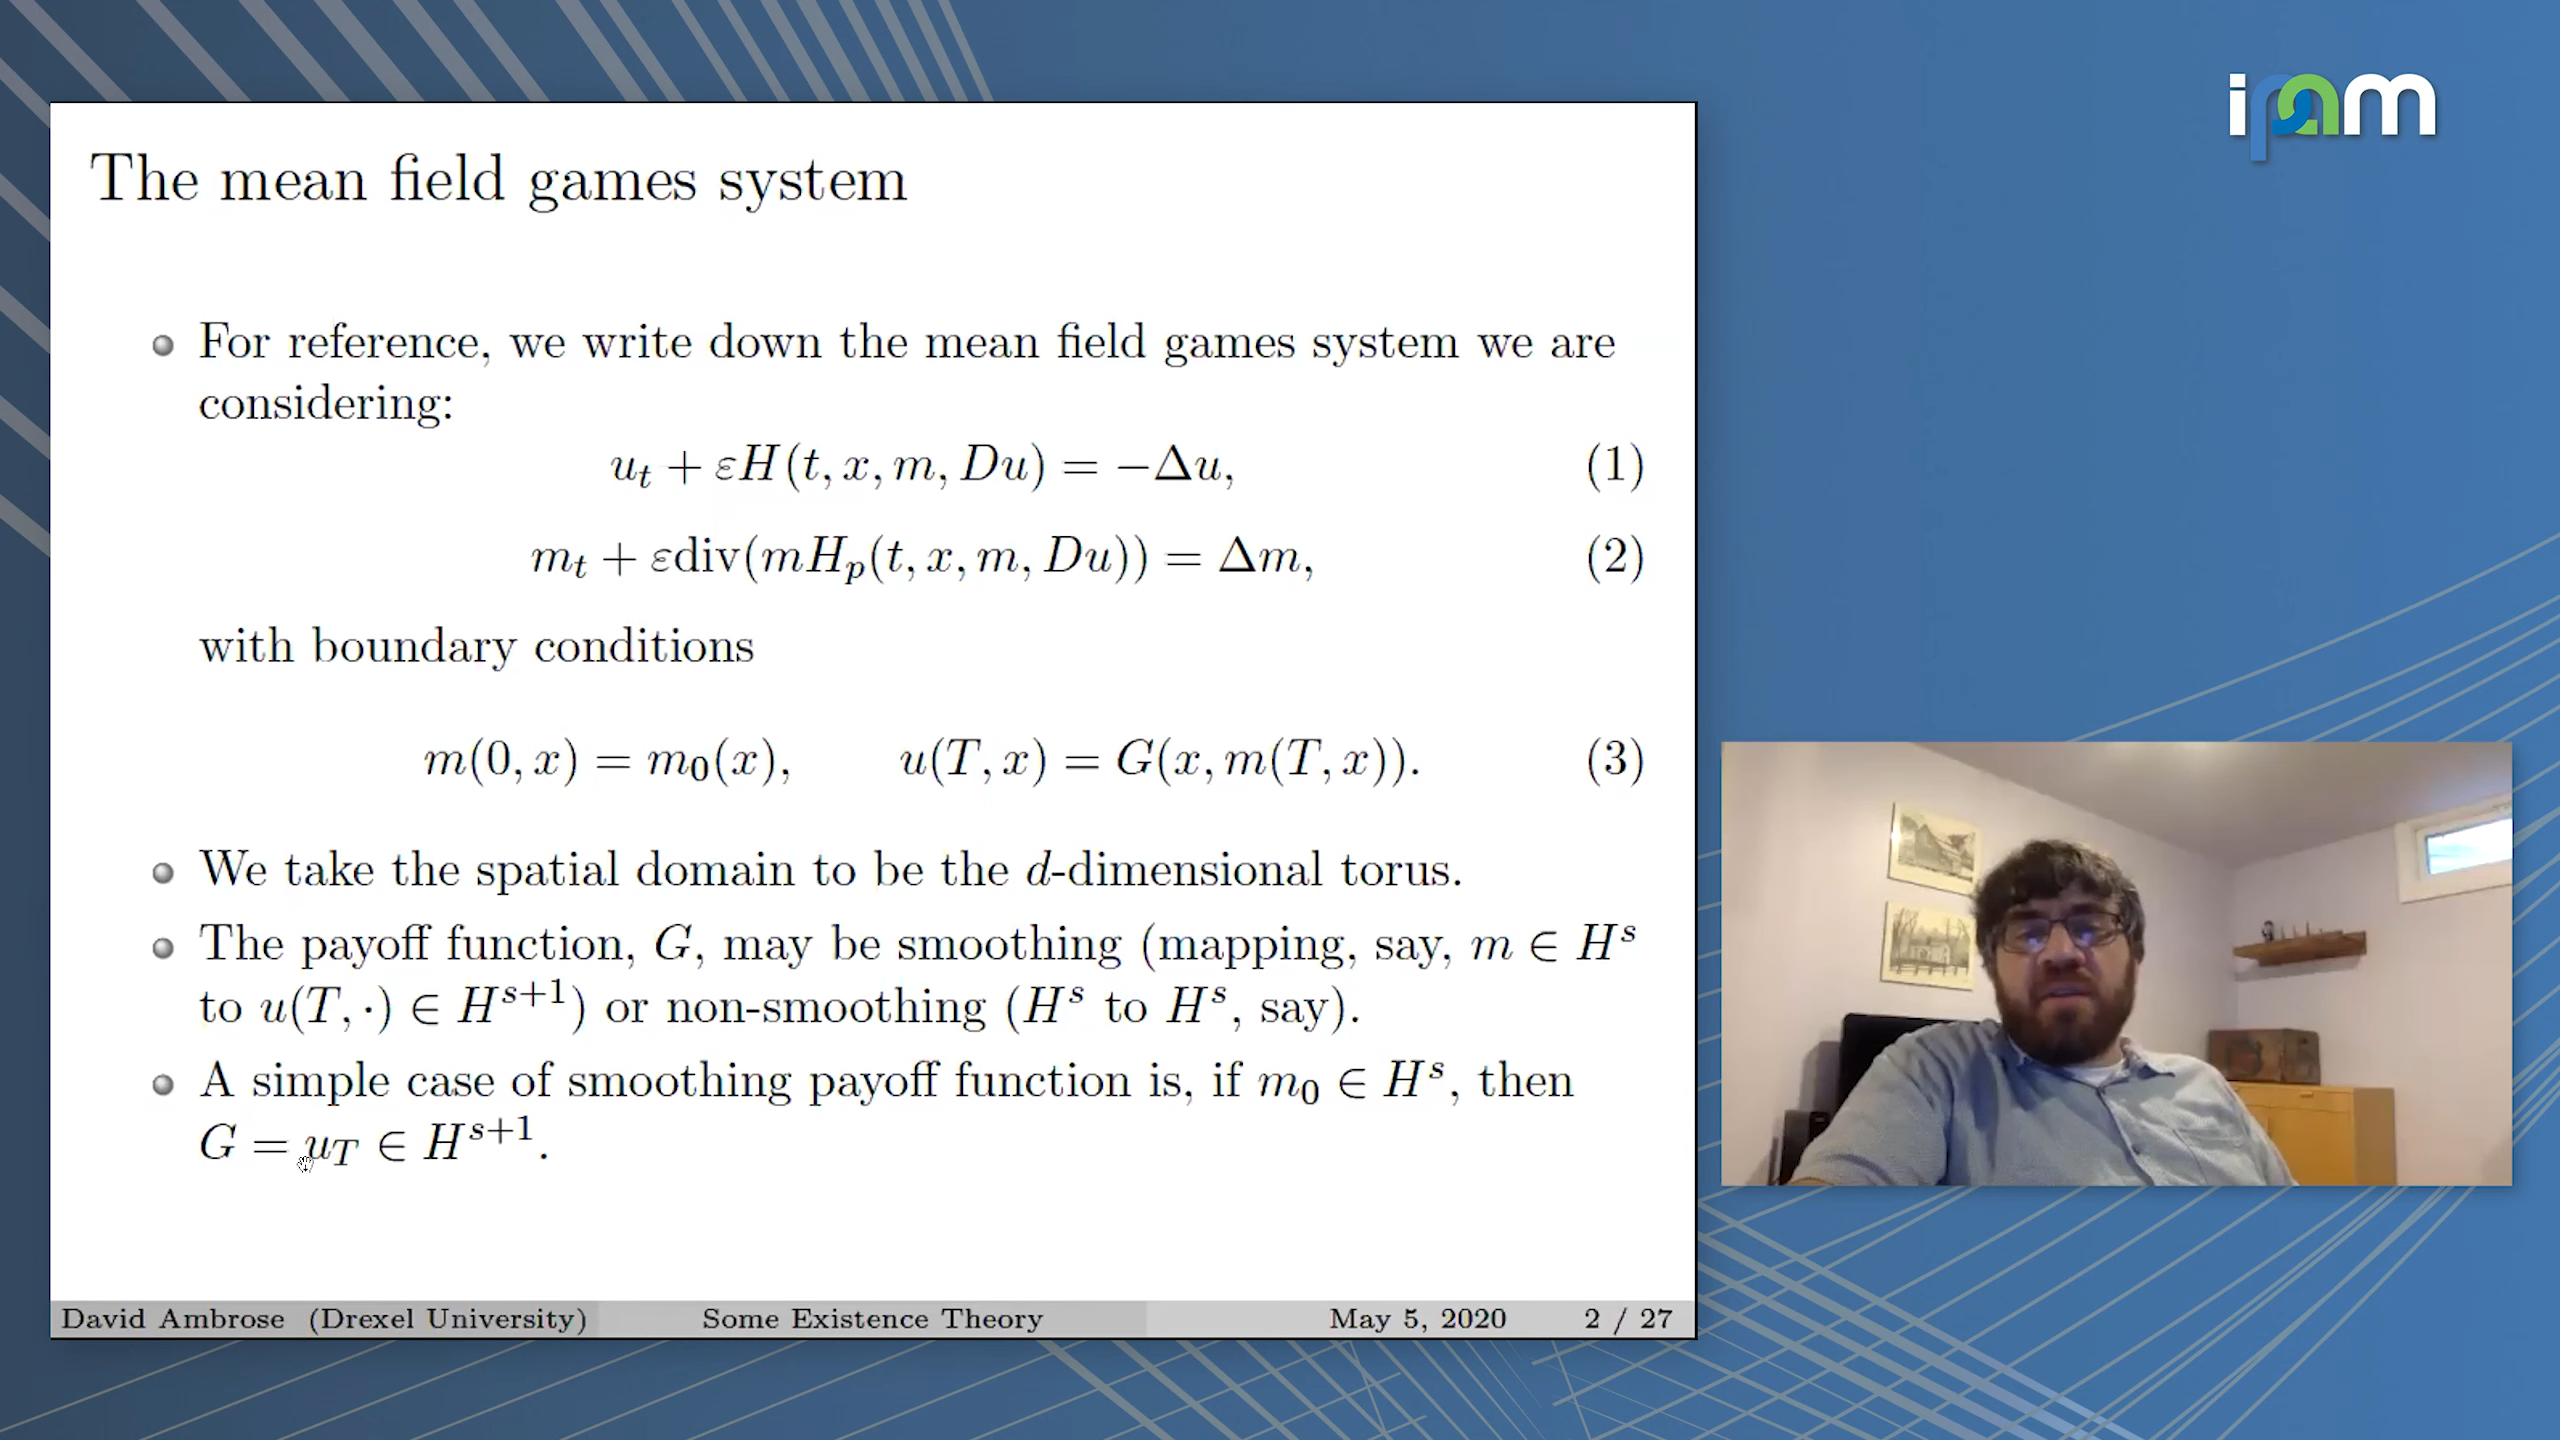 ipam
The mean field games system
For reference, we write down the mean field games system we are
considering:
u_t + εH(t, x, m, Du) = −Δu, (1)
m_t + εdiv(mH_p(t, x, m, Du)) = Δm, (2)
with boundary conditions
m(0, x) = m_0(x), u(T, x) = G(x, m(T, x)). (3)
We take the spatial domain to be the d-dimensional torus.
The payoff function, G, may be smoothing (mapping, say, m ∈ H^s
to u(T, ·) ∈ H^{s+1}) or non-smoothing (H^s to H^s, say).
A simple case of smoothing payoff function is, if m_0 ∈ H^s, then
G = u_T ∈ H^{s+1}.
David Ambrose (Drexel University) Some Existence Theory May 5, 2020 2 / 27